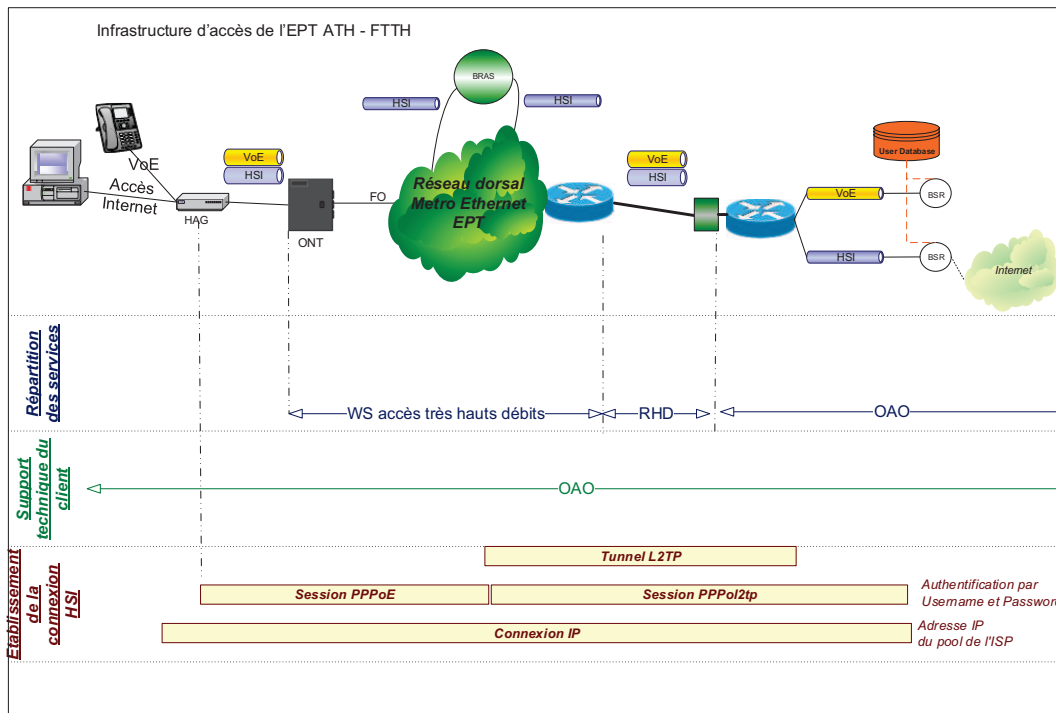 Infrastructure d'accès de l'EPT ATH - FTTH
BRAS
HSI
HSI
VoE
Accès
Internet
HAG
VoE
HSI
ONT
FO
Réseau dorsal
Metro Ethernet
EPT
VoE
HSI
User Database
VoE
BSR
HSI
BSR
Internet
Répartition
des services
WS accès très hauts débits
RHD
OAO
Support
technique du
client
OAO
Etablissement
de la
connexion
HSI
Tunnel L2TP
Session PPPoE
Session PPPol2tp
Authentification par
Username et Password
Connexion IP
Adresse IP
du pool de l'ISP